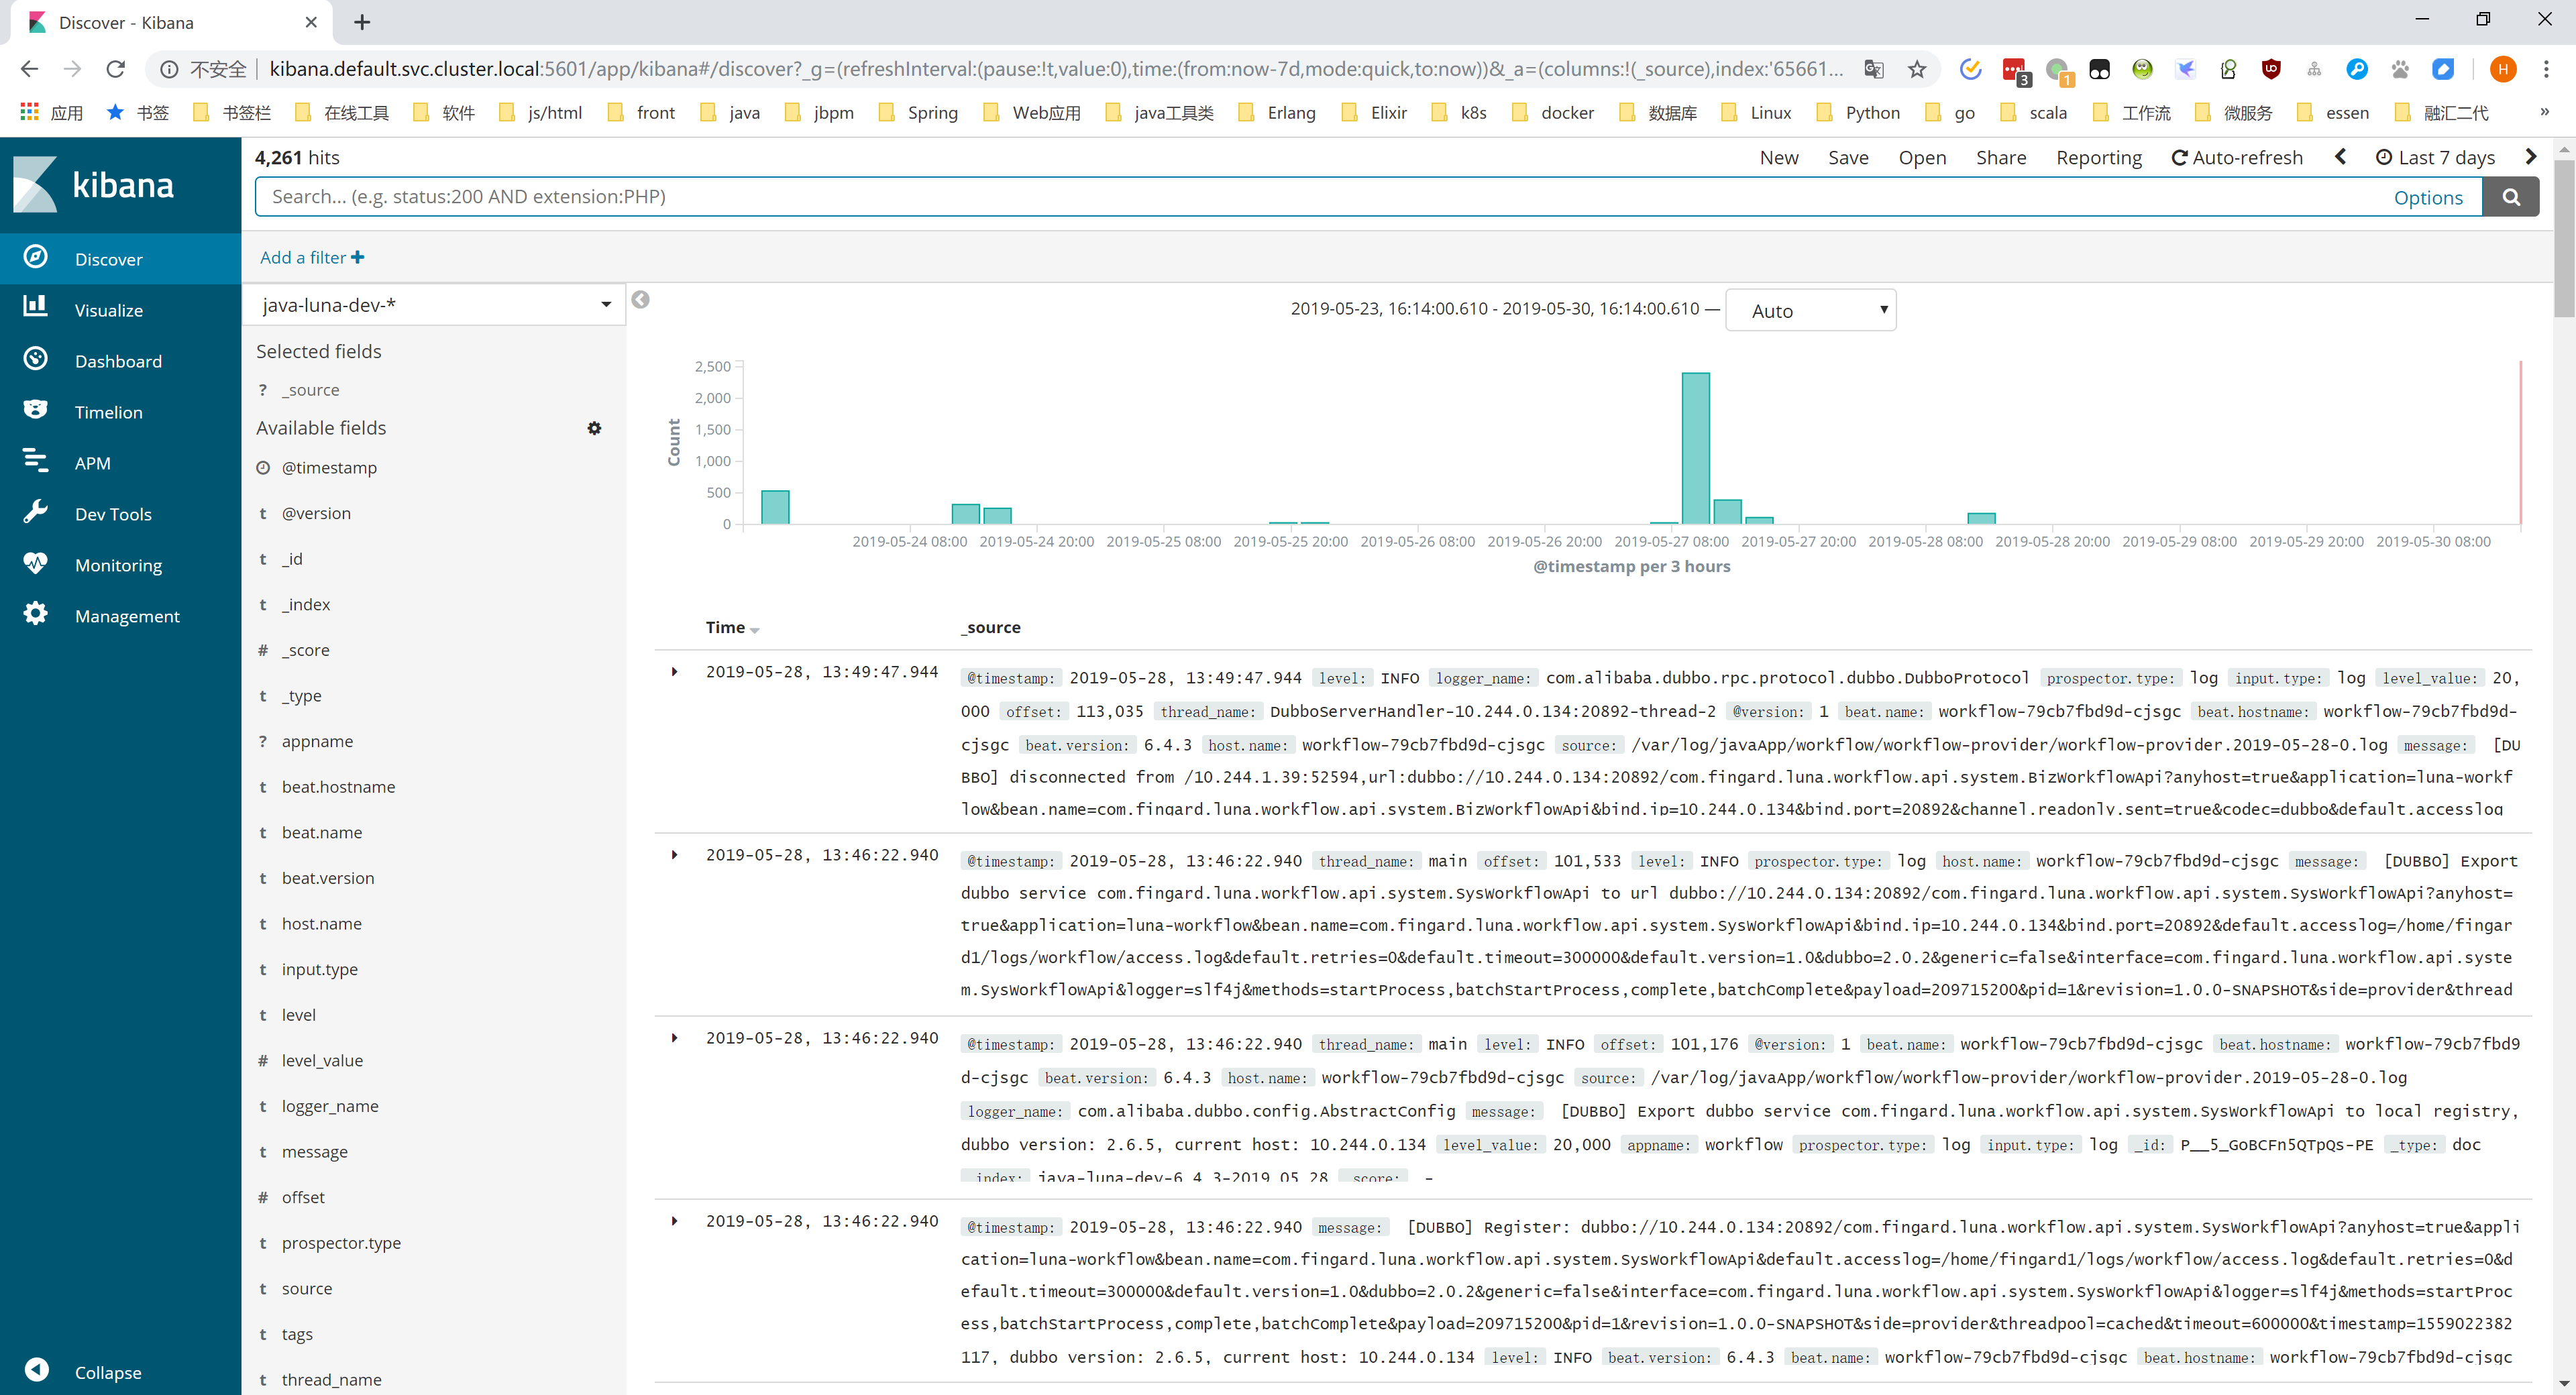 Discover - Kibana
不安全 kibana.default.svc.cluster.local:5601/app/kibana#/discover?_g=(refreshInterval:(pause:!t,value:0),time:(from:now-7d,mode:quick,to:now))&_a=(columns:!(_source),index:'65661... 3 1 H
应用 书签 书签栏 在线工具 软件 js/html front java jbpm Spring Web应用 java工具类 Erlang Elixir k8s docker 数据库 Linux Python go scala 工作流 微服务 essen 融汇二代 »
kibana
Discover
Visualize
Dashboard
Timelion
APM
Dev Tools
Monitoring
Management
Collapse
4,261 hits
New Save Open Share Reporting Auto-refresh Last 7 days
Search... (e.g. status:200 AND extension:PHP) Options
Add a filter
java-luna-dev-*
Selected fields
? _source
Available fields
@timestamp
t @version
t _id
t _index
# _score
t _type
? appname
t beat.hostname
t beat.name
t beat.version
t host.name
t input.type
t level
# level_value
t logger_name
t message
# offset
t prospector.type
t source
t tags
t thread_name
2019-05-23, 16:14:00.610 - 2019-05-30, 16:14:00.610 — Auto
Count
2,500
2,000
1,500
1,000
500
0
2019-05-24 08:00 2019-05-24 20:00 2019-05-25 08:00 2019-05-25 20:00 2019-05-26 08:00 2019-05-26 20:00 2019-05-27 08:00 2019-05-27 20:00 2019-05-28 08:00 2019-05-28 20:00 2019-05-29 08:00 2019-05-29 20:00 2019-05-30 08:00
@timestamp per 3 hours
Time _source
2019-05-28, 13:49:47.944 @timestamp: 2019-05-28, 13:49:47.944 level: INFO logger_name: com.alibaba.dubbo.rpc.protocol.dubbo.DubboProtocol prospector.type: log input.type: log level_value: 20,
000 offset: 113,035 thread_name: DubboServerHandler-10.244.0.134:20892-thread-2 @version: 1 beat.name: workflow-79cb7fbd9d-cjsgc beat.hostname: workflow-79cb7fbd9d-
cjsgc beat.version: 6.4.3 host.name: workflow-79cb7fbd9d-cjsgc source: /var/log/javaApp/workflow/workflow-provider/workflow-provider.2019-05-28-0.log message: [DU
BBO] disconnected from /10.244.1.39:52594,url:dubbo://10.244.0.134:20892/com.fingard.luna.workflow.api.system.BizWorkflowApi?anyhost=true&application=luna-workf
low&bean.name=com.fingard.luna.workflow.api.system.BizWorkflowApi&bind.ip=10.244.0.134&bind.port=20892&channel.readonly.sent=true&codec=dubbo&default.accesslog
2019-05-28, 13:46:22.940 @timestamp: 2019-05-28, 13:46:22.940 thread_name: main offset: 101,533 level: INFO prospector.type: log host.name: workflow-79cb7fbd9d-cjsgc message: [DUBBO] Export
dubbo service com.fingard.luna.workflow.api.system.SysWorkflowApi to url dubbo://10.244.0.134:20892/com.fingard.luna.workflow.api.system.SysWorkflowApi?anyhost=
true&application=luna-workflow&bean.name=com.fingard.luna.workflow.api.system.SysWorkflowApi&bind.ip=10.244.0.134&bind.port=20892&default.accesslog=/home/fingar
d1/logs/workflow/access.log&default.retries=0&default.timeout=300000&default.version=1.0&dubbo=2.0.2&generic=false&interface=com.fingard.luna.workflow.api.syste
m.SysWorkflowApi&logger=slf4j&methods=startProcess,batchStartProcess,complete,batchComplete&payload=209715200&pid=1&revision=1.0.0-SNAPSHOT&side=provider&thread
2019-05-28, 13:46:22.940 @timestamp: 2019-05-28, 13:46:22.940 thread_name: main level: INFO offset: 101,176 @version: 1 beat.name: workflow-79cb7fbd9d-cjsgc beat.hostname: workflow-79cb7fbd9
d-cjsgc beat.version: 6.4.3 host.name: workflow-79cb7fbd9d-cjsgc source: /var/log/javaApp/workflow/workflow-provider/workflow-provider.2019-05-28-0.log
logger_name: com.alibaba.dubbo.config.AbstractConfig message: [DUBBO] Export dubbo service com.fingard.luna.workflow.api.system.SysWorkflowApi to local registry,
dubbo version: 2.6.5, current host: 10.244.0.134 level_value: 20,000 appname: workflow prospector.type: log input.type: log _id: P__5_GoBCFn5QTpQs-PE _type: doc
_index: java-luna-dev-6.4.3-2019.05.28 _score: -
2019-05-28, 13:46:22.940 @timestamp: 2019-05-28, 13:46:22.940 message: [DUBBO] Register: dubbo://10.244.0.134:20892/com.fingard.luna.workflow.api.system.SysWorkflowApi?anyhost=true&appli
cation=luna-workflow&bean.name=com.fingard.luna.workflow.api.system.SysWorkflowApi&default.accesslog=/home/fingard1/logs/workflow/access.log&default.retries=0&d
efault.timeout=300000&default.version=1.0&dubbo=2.0.2&generic=false&interface=com.fingard.luna.workflow.api.system.SysWorkflowApi&logger=slf4j&methods=startProc
ess,batchStartProcess,complete,batchComplete&payload=209715200&pid=1&revision=1.0.0-SNAPSHOT&side=provider&threadpool=cached&timeout=600000&timestamp=1559022382
117, dubbo version: 2.6.5, current host: 10.244.0.134 level: INFO beat.version: 6.4.3 beat.name: workflow-79cb7fbd9d-cjsgc beat.hostname: workflow-79cb7fbd9d-cjsgc